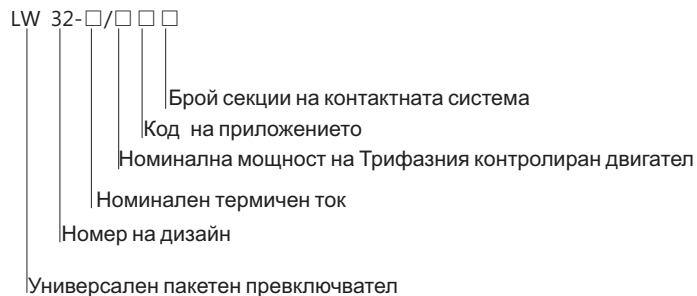 LW 32-□/□ □ □
Брой секции на контактната система
Код на приложението
Номинална мощност на Трифазния контролиран двигател
Номинален термичен ток
Номер на дизайн
Универсален пакетен превключвател